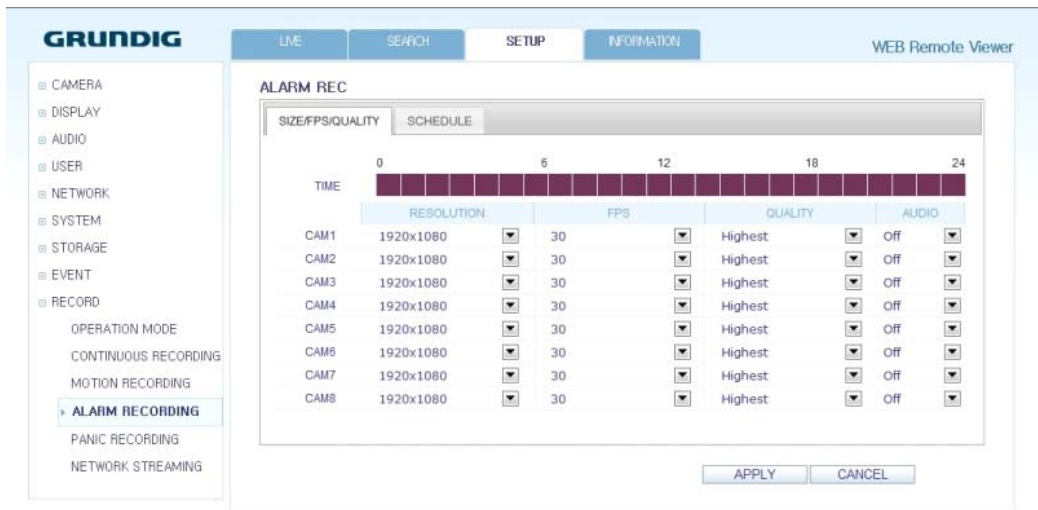 GRUNDIG
LIVE SEARCH SETUP INFORMATION
WEB Remote Viewer
CAMERA
DISPLAY
AUDIO
USER
NETWORK
SYSTEM
STORAGE
EVENT
RECORD
OPERATION MODE
CONTINUOUS RECORDING
MOTION RECORDING
ALARM RECORDING
PANIC RECORDING
NETWORK STREAMING
ALARM REC
SIZE/FPS/QUALITY SCHEDULE
0 6 12 18 24
TIME
RESOLUTION FPS QUALITY AUDIO
CAM1 1920x1080 30 Highest Off
CAM2 1920x1080 30 Highest Off
CAM3 1920x1080 30 Highest Off
CAM4 1920x1080 30 Highest Off
CAM5 1920x1080 30 Highest Off
CAM6 1920x1080 30 Highest Off
CAM7 1920x1080 30 Highest Off
CAM8 1920x1080 30 Highest Off
APPLY CANCEL